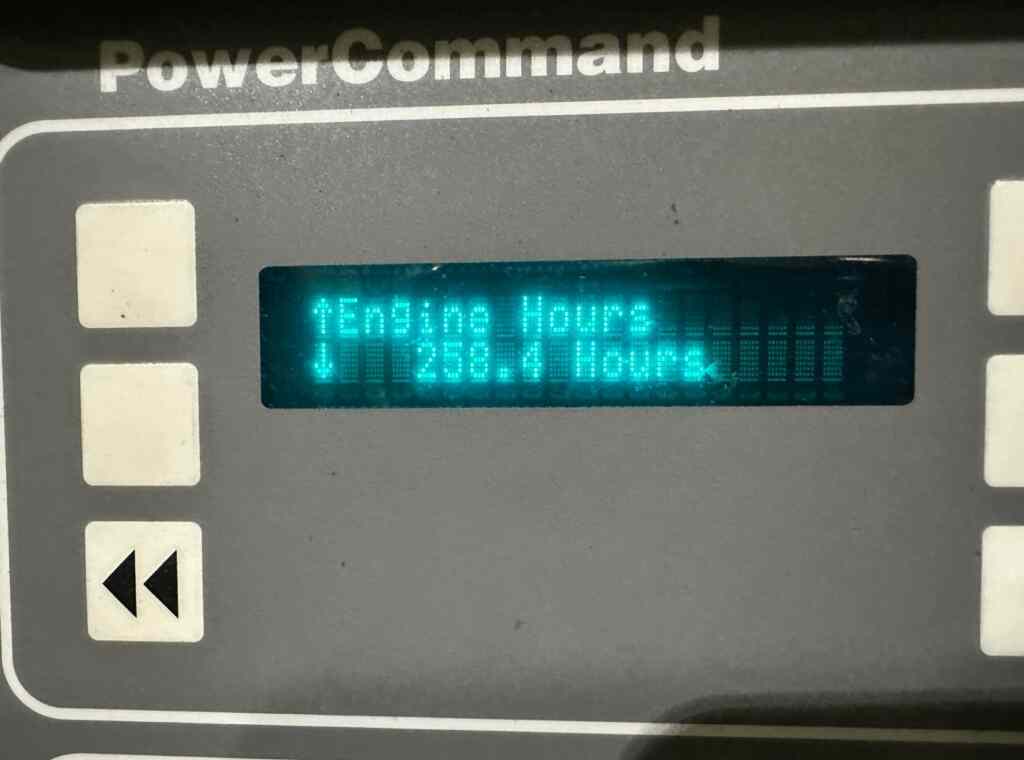 PowerCommand
↑Engine Hours
↓ 258.4 Hours